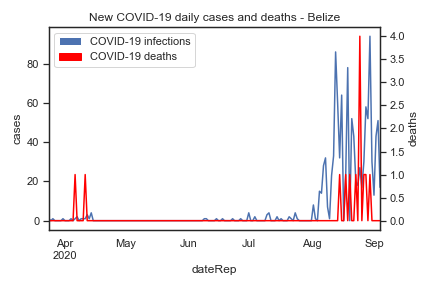 New COVID-19 daily cases and deaths - Belize
COVID-19 infections
COVID-19 deaths
cases
80
60
40
20
0
deaths
4.0
3.5
3.0
2.5
2.0
1.5
1.0
0.5
0.0
Apr
2020
May
Jun
Jul
Aug
Sep
dateRep